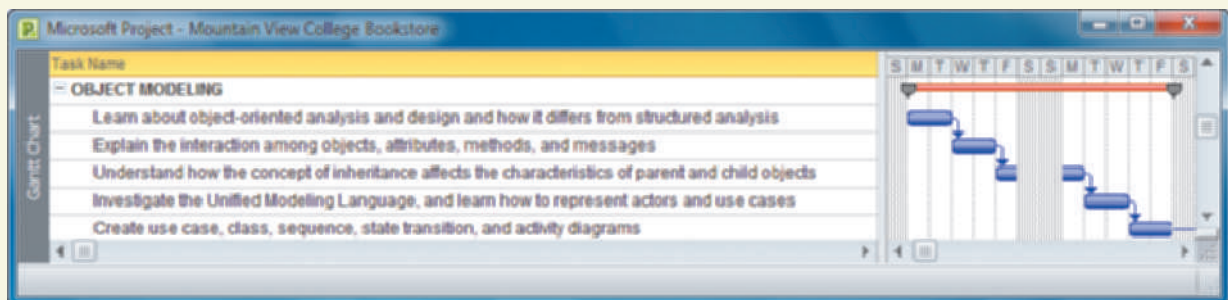 Microsoft Project - Mountain View College Bookstore
Task Name
S M T W T F S S M T W T F S
OBJECT MODELING
Learn about object-oriented analysis and design and how it differs from structured analysis
Explain the interaction among objects, attributes, methods, and messages
Understand how the concept of inheritance affects the characteristics of parent and child objects
Investigate the Unified Modeling Language, and learn how to represent actors and use cases
Create use case, class, sequence, state transition, and activity diagrams
Gantt Chart